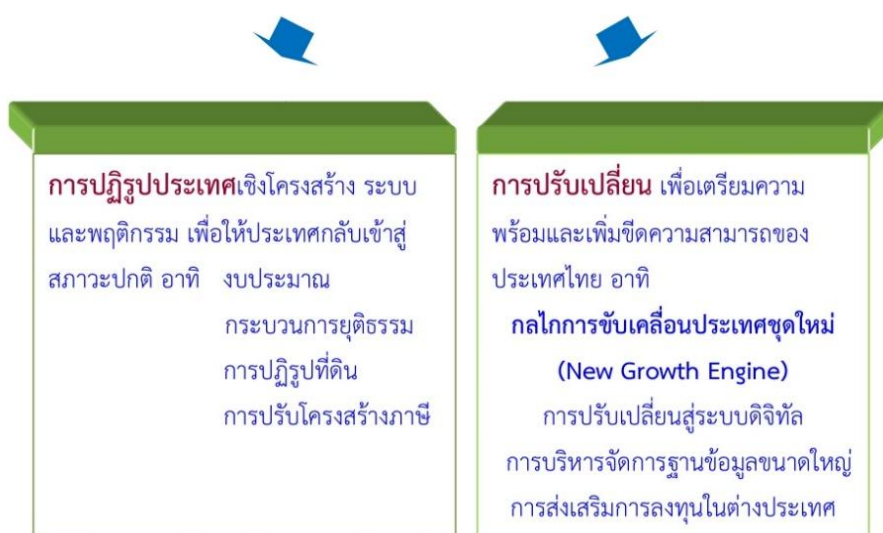 การปฏิรูปประเทศเชิงโครงสร้าง ระบบ
และพฤติกรรม เพื่อให้ประเทศกลับเข้าสู่
สภาวะปกติ อาทิ งบประมาณ
กระบวนการยุติธรรม
การปฏิรูปที่ดิน
การปรับโครงสร้างภาษี
การปรับเปลี่ยน เพื่อเตรียมความ
พร้อมและเพิ่มขีดความสามารถของ
ประเทศไทย อาทิ
กลไกการขับเคลื่อนประเทศชุดใหม่
(New Growth Engine)
การปรับเปลี่ยนสู่ระบบดิจิทัล
การบริหารจัดการฐานข้อมูลขนาดใหญ่
การส่งเสริมการลงทุนในต่างประเทศ